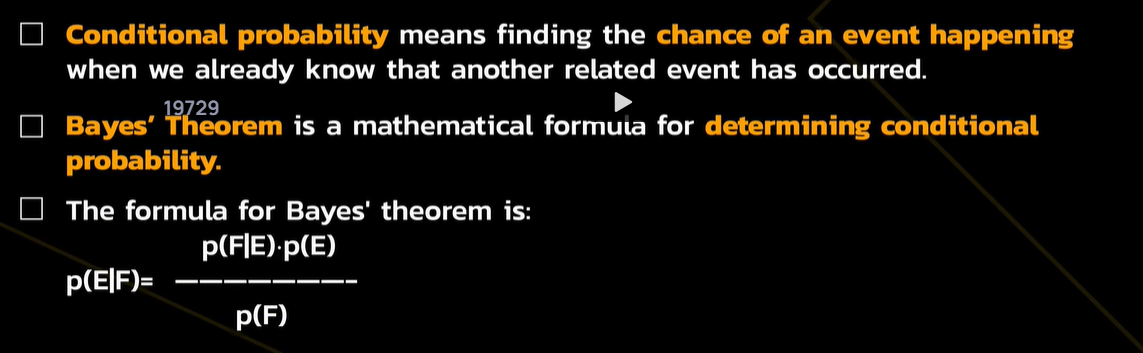 Conditional probability means finding the chance of an event happening
when we already know that another related event has occurred.
19729
Bayes’ Theorem is a mathematical formula for determining conditional
probability.
The formula for Bayes' theorem is:
p(F|E)·p(E)
p(E|F)= ————————
p(F)